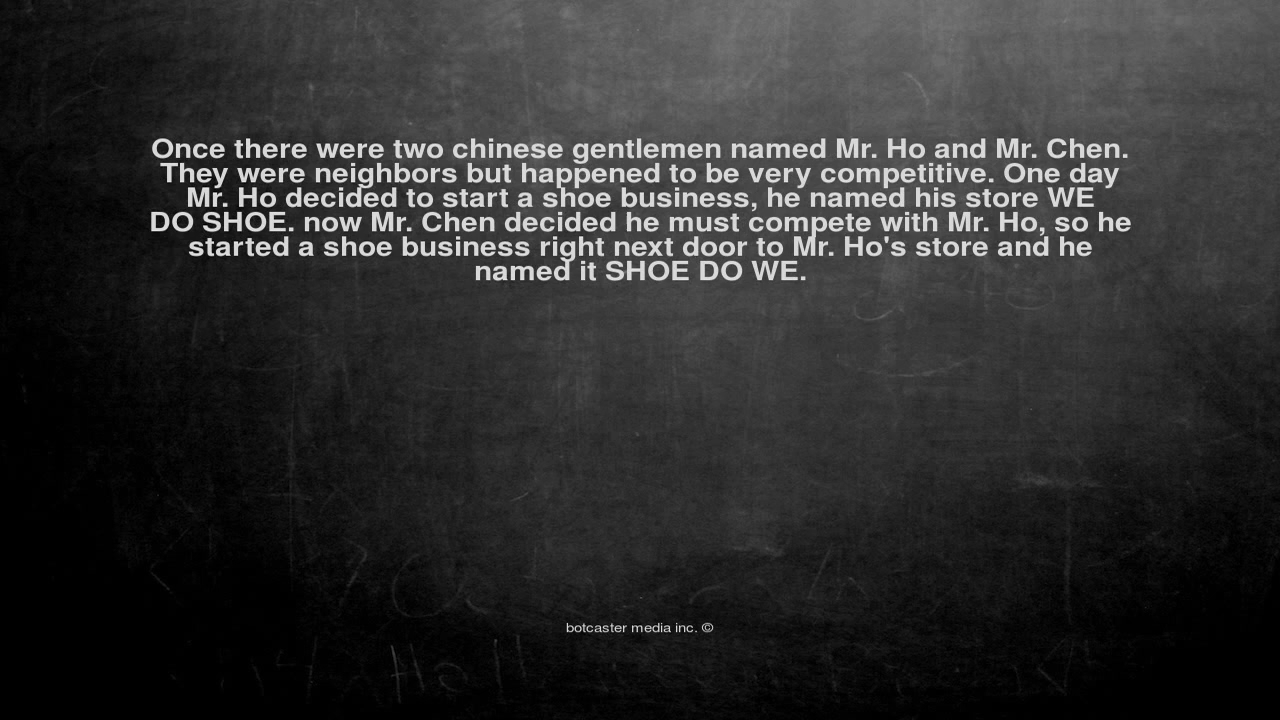 Once there were two chinese gentlemen named Mr. Ho and Mr. Chen.
They were neighbors but happened to be very competitive. One day
Mr. Ho decided to start a shoe business, he named his store WE
DO SHOE. now Mr. Chen decided he must compete with Mr. Ho, so he
started a shoe business right next door to Mr. Ho's store and he
named it SHOE DO WE.
botcaster media inc. ©